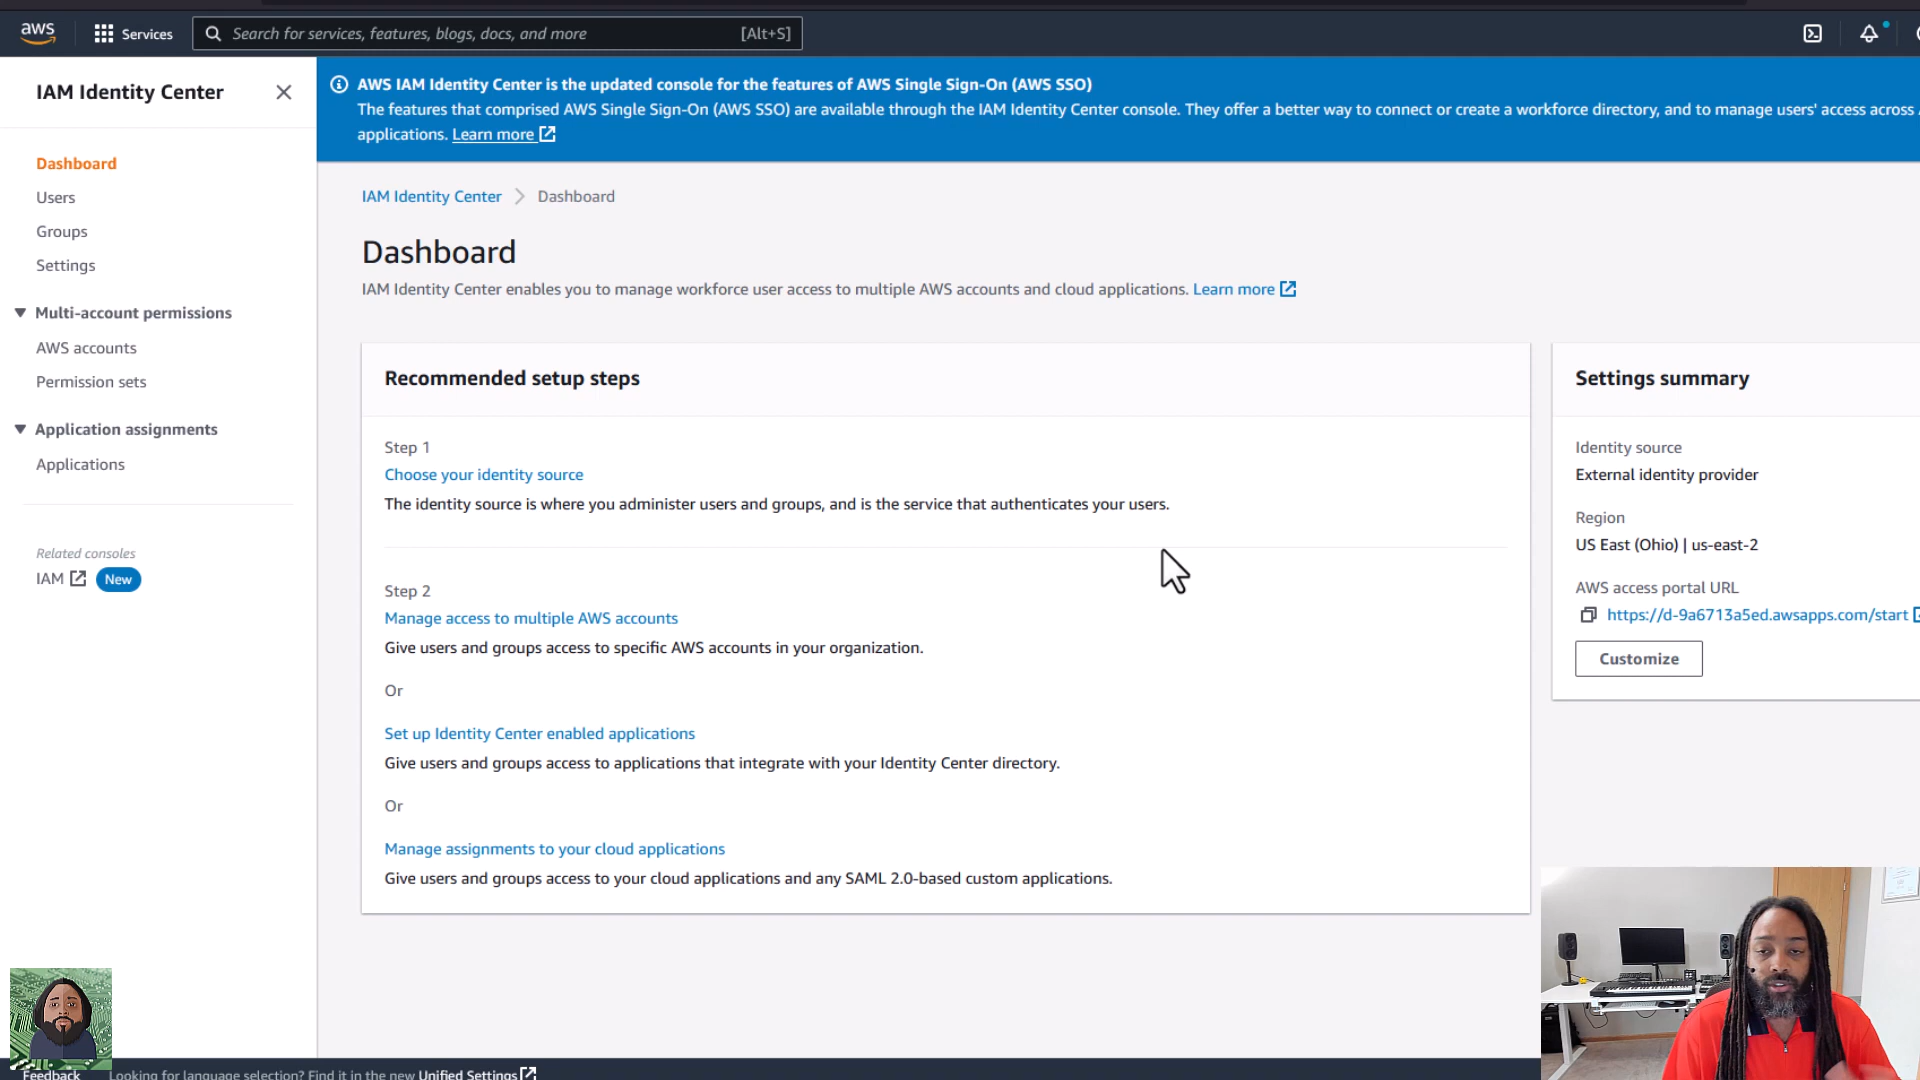 aws
Services
Search for services, features, blogs, docs, and more
[Alt+S]
IAM Identity Center
Dashboard
Users
Groups
Settings
Multi-account permissions
AWS accounts
Permission sets
Application assignments
Applications
Related consoles
IAM New
AWS IAM Identity Center is the updated console for the features of AWS Single Sign-On (AWS SSO)
The features that comprised AWS Single Sign-On (AWS SSO) are available through the IAM Identity Center console. They offer a better way to connect or create a workforce directory, and to manage users' access across
applications. Learn more
IAM Identity Center Dashboard
Dashboard
IAM Identity Center enables you to manage workforce user access to multiple AWS accounts and cloud applications. Learn more
Recommended setup steps
Step 1
Choose your identity source
The identity source is where you administer users and groups, and is the service that authenticates your users.
Step 2
Manage access to multiple AWS accounts
Give users and groups access to specific AWS accounts in your organization.
Or
Set up Identity Center enabled applications
Give users and groups access to applications that integrate with your Identity Center directory.
Or
Manage assignments to your cloud applications
Give users and groups access to your cloud applications and any SAML 2.0-based custom applications.
Settings summary
Identity source
External identity provider
Region
US East (Ohio) | us-east-2
AWS access portal URL
https://d-9a6713a5ed.awsapps.com/start
Customize
Feedback
Looking for language selection? Find it in the new Unified Settings